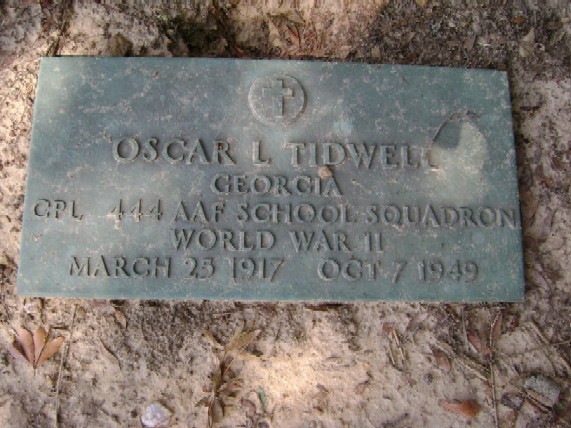 OSCAR L TIDWELL
GEORGIA
CPL 444 AAF SCHOOL SQUADRON
WORLD WAR II
MARCH 25 1917 OCT 7 1949